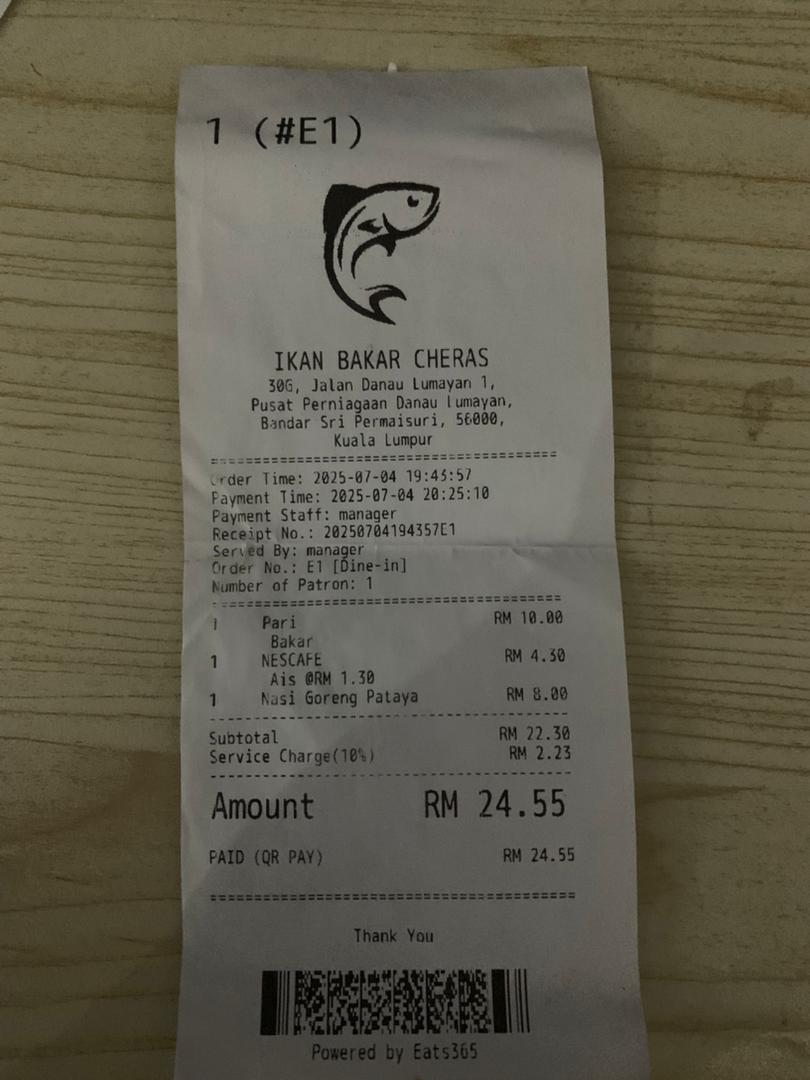 1 (#E1)
IKAN BAKAR CHERAS
30G, Jalan Danau Lumayan 1,
Pusat Perniagaan Danau Lumayan,
Bandar Sri Permaisuri, 56000,
Kuala Lumpur
Order Time: 2025-07-04 19:43:57
Payment Time: 2025-07-04 20:25:10
Payment Staff: manager
Receipt No.: 20250704194357E1
Served By: manager
Order No.: E1 [Dine-in]
Number of Patron: 1
1 Pari RM 10.00
Bakar
1 NESCAFE RM 4.30
Ais @RM 1.30
1 Nasi Goreng Pataya RM 8.00
Subtotal RM 22.30
Service Charge(10%) RM 2.23
Amount RM 24.55
PAID (QR PAY) RM 24.55
Thank You
Powered by Eats365